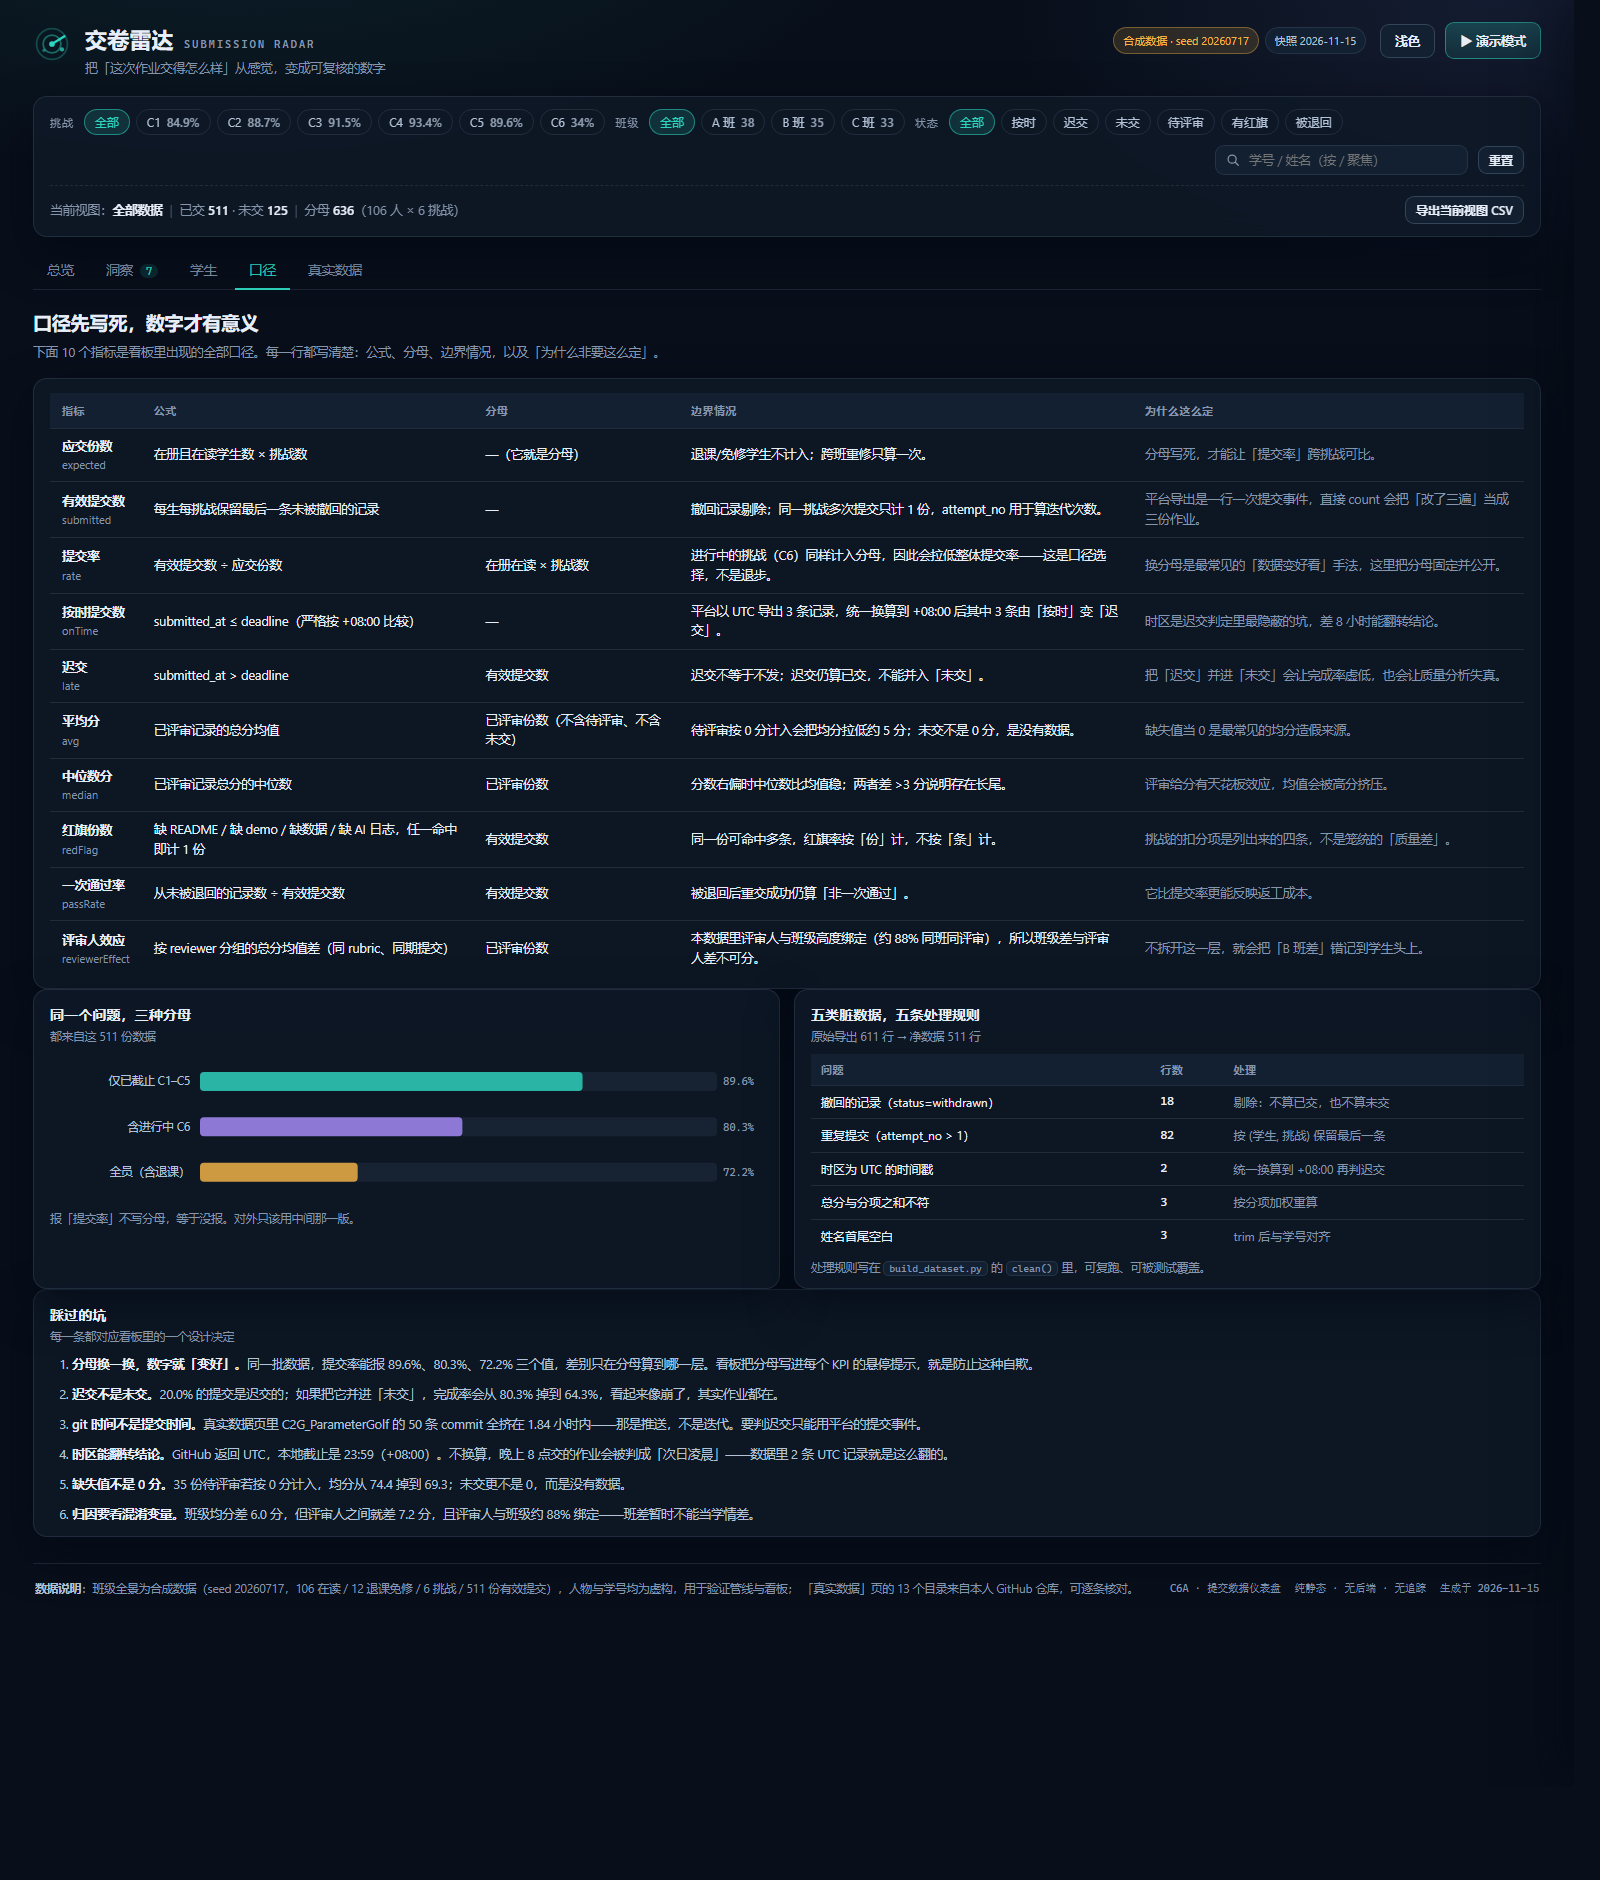 交卷雷达 SUBMISSION RADAR
把「这次作业交得怎么样」从感觉，变成可复核的数字
合成数据 · seed 20260717
快照 2026-11-15
浅色
▶ 演示模式
挑战 全部 C1 84.9% C2 88.7% C3 91.5% C4 93.4% C5 89.6% C6 34% 班级 全部 A 班 38 B 班 35 C 班 33 状态 全部 按时 迟交 未交 待评审 有红旗 被退回
学号 / 姓名（按 / 聚焦） 重置
当前视图：全部数据 | 已交 511 · 未交 125 | 分母 636（106 人 × 6 挑战） 导出当前视图 CSV
总览 洞察 7 学生 口径 真实数据
口径先写死，数字才有意义
下面 10 个指标是看板里出现的全部口径。每一行都写清楚：公式、分母、边界情况，以及「为什么非要这么定」。
指标 公式 分母 边界情况 为什么这么定
应交份数 expected 在册且在读学生数 × 挑战数 —（它就是分母） 退课/免修学生不计入；跨班重修只算一次。 分母写死，才能让「提交率」跨挑战可比。
有效提交数 submitted 每生每挑战保留最后一条未被撤回的记录 — 撤回记录剔除；同一挑战多次提交只计 1 份，attempt_no 用于算迭代次数。 平台导出是一行一次提交事件，直接 count 会把「改了三遍」当成三份作业。
提交率 rate 有效提交数 ÷ 应交份数 在册在读 × 挑战数 进行中的挑战（C6）同样计入分母，因此会拉低整体提交率——这是口径选择，不是退步。 换分母是最常见的「数据变好看」手法，这里把分母固定并公开。
按时提交数 onTime submitted_at ≤ deadline（严格按 +08:00 比较） — 平台以 UTC 导出 3 条记录，统一换算到 +08:00 后其中 3 条由「按时」变「迟交」。 时区是迟交判定里最隐蔽的坑，差 8 小时能翻转结论。
迟交 late submitted_at > deadline 有效提交数 迟交不等于不发；迟交仍算已交，不能并入「未交」。 把「迟交」并进「未交」会让完成率虚低，也会让质量分析失真。
平均分 avg 已评审记录的总分均值 已评审份数（不含待评审、不含未交） 待评审按 0 分计入会把均分拉低约 5 分；未交不是 0 分，是没有数据。 缺失值当 0 是最常见的均分造假来源。
中位数分 median 已评审记录总分的中位数 已评审份数 分数右偏时中位数比均值稳；两者差 >3 分说明存在长尾。 评审给分有天花板效应，均值会被高分挤压。
红旗份数 redFlag 缺 README / 缺 demo / 缺数据 / 缺 AI 日志，任一命中即计 1 份 有效提交数 同一份可命中多条，红旗率按「份」计，不按「条」计。 挑战的扣分项是列出来的四条，不是笼统的「质量差」。
一次通过率 passRate 从未被退回的记录数 ÷ 有效提交数 有效提交数 被退回后重交成功仍算「非一次通过」。 它比提交率更能反映返工成本。
评审人效应 reviewerEffect 按 reviewer 分组的总分均值差（同 rubric、同期提交） 已评审份数 本数据里评审人与班级高度绑定（约 88% 同班同评审），所以班级差与评审人差不可分。 不拆开这一层，就会把「B 班差」错记到学生头上。
同一个问题，三种分母
都来自这 511 份数据
仅已截止 C1–C5 89.6%
含进行中 C6 80.3%
全员（含退课） 72.2%
报「提交率」不写分母，等于没报。对外只该用中间那一版。
五类脏数据，五条处理规则
原始导出 611 行 → 净数据 511 行
问题 行数 处理
撤回的记录（status=withdrawn） 18 剔除：不算已交，也不算未交
重复提交（attempt_no > 1） 82 按 (学生, 挑战) 保留最后一条
时区为 UTC 的时间戳 2 统一换算到 +08:00 再判迟交
总分与分项之和不符 3 按分项加权重算
姓名首尾空白 3 trim 后与学号对齐
处理规则写在 build_dataset.py 的 clean() 里，可复跑、可被测试覆盖。
踩过的坑
每一条都对应看板里的一个设计决定
1. 分母换一换，数字就「变好」。同一批数据，提交率能报 89.6%、80.3%、72.2% 三个值，差别只在分母算到哪一层。看板把分母写进每个 KPI 的悬停提示，就是防止这种自欺。
2. 迟交不是未交。20.0% 的提交是迟交的；如果把它并进「未交」，完成率会从 80.3% 掉到 64.3%，看起来像崩了，其实作业都在。
3. git 时间不是提交时间。真实数据页里 C2G_ParameterGolf 的 50 条 commit 全挤在 1.84 小时内——那是推送，不是迭代。要判迟交只能用平台的提交事件。
4. 时区能翻转结论。GitHub 返回 UTC，本地截止是 23:59（+08:00）。不换算，晚上 8 点交的作业会被判成「次日凌晨」——数据里 2 条 UTC 记录就是这么翻的。
5. 缺失值不是 0 分。35 份待评审若按 0 分计入，均分从 74.4 掉到 69.3；未交更不是 0，而是没有数据。
6. 归因要看混淆变量。班级均分差 6.0 分，但评审人之间就差 7.2 分，且评审人与班级约 88% 绑定——班差暂时不能当学情差。
数据说明：班级全景为合成数据（seed 20260717，106 在读 / 12 退课免修 / 6 挑战 / 511 份有效提交），人物与学号均为虚构，用于验证管线与看板；「真实数据」页的 13 个目录来自本人 GitHub 仓库，可逐条核对。 C6A · 提交数据仪表盘 纯静态 · 无后端 · 无追踪 生成于 2026-11-15